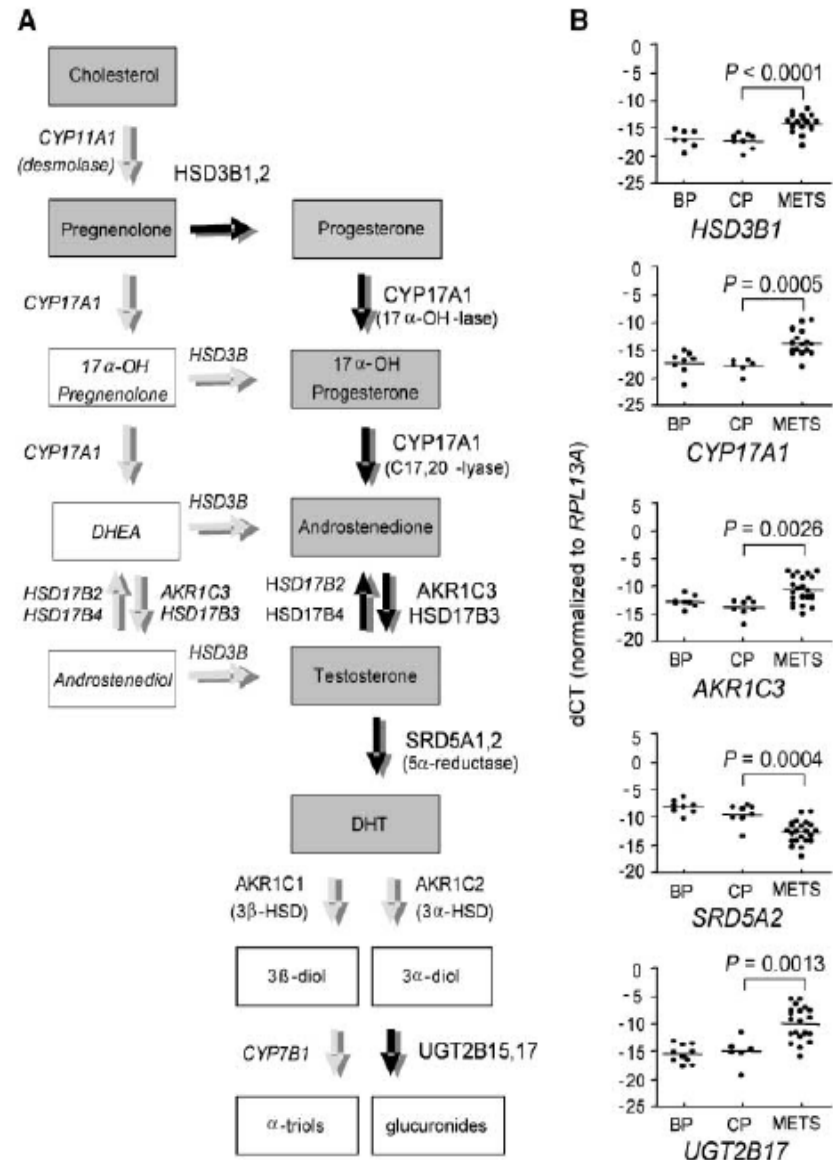 A
Cholesterol
CYP11A1
(desmolase)
HSD3B1,2
Pregnenolone
Progesterone
CYP17A1
CYP17A1
(17 α-OH -lase)
17α-OH
Pregnenolone
HSD3B
17 α-OH
Progesterone
CYP17A1
CYP17A1
(C17,20 -lyase)
DHEA
HSD3B
Androstenedione
HSD17B2
HSD17B4
AKR1C3
HSD17B3
HSD17B2
HSD17B4
AKR1C3
HSD17B3
Androstenediol
HSD3B
Testosterone
SRD5A1,2
(5α-reductase)
DHT
AKR1C1
(3β-HSD)
AKR1C2
(3α-HSD)
3ß-diol
3α-diol
CYP7B1
UGT2B15,17
α-triols
glucuronides
B
dCT (normalized to RPL13A)
0
-5
-10
-15
-20
-25
P < 0.0001
BP CP METS
HSD3B1
0
-5
-10
-15
-20
-25
P = 0.0005
BP CP METS
CYP17A1
5
0
-5
-10
-15
-20
P = 0.0026
BP CP METS
AKR1C3
5
0
-5
-10
-15
-20
P = 0.0004
BP CP METS
SRD5A2
0
-5
-10
-15
-20
-25
P = 0.0013
BP CP METS
UGT2B17